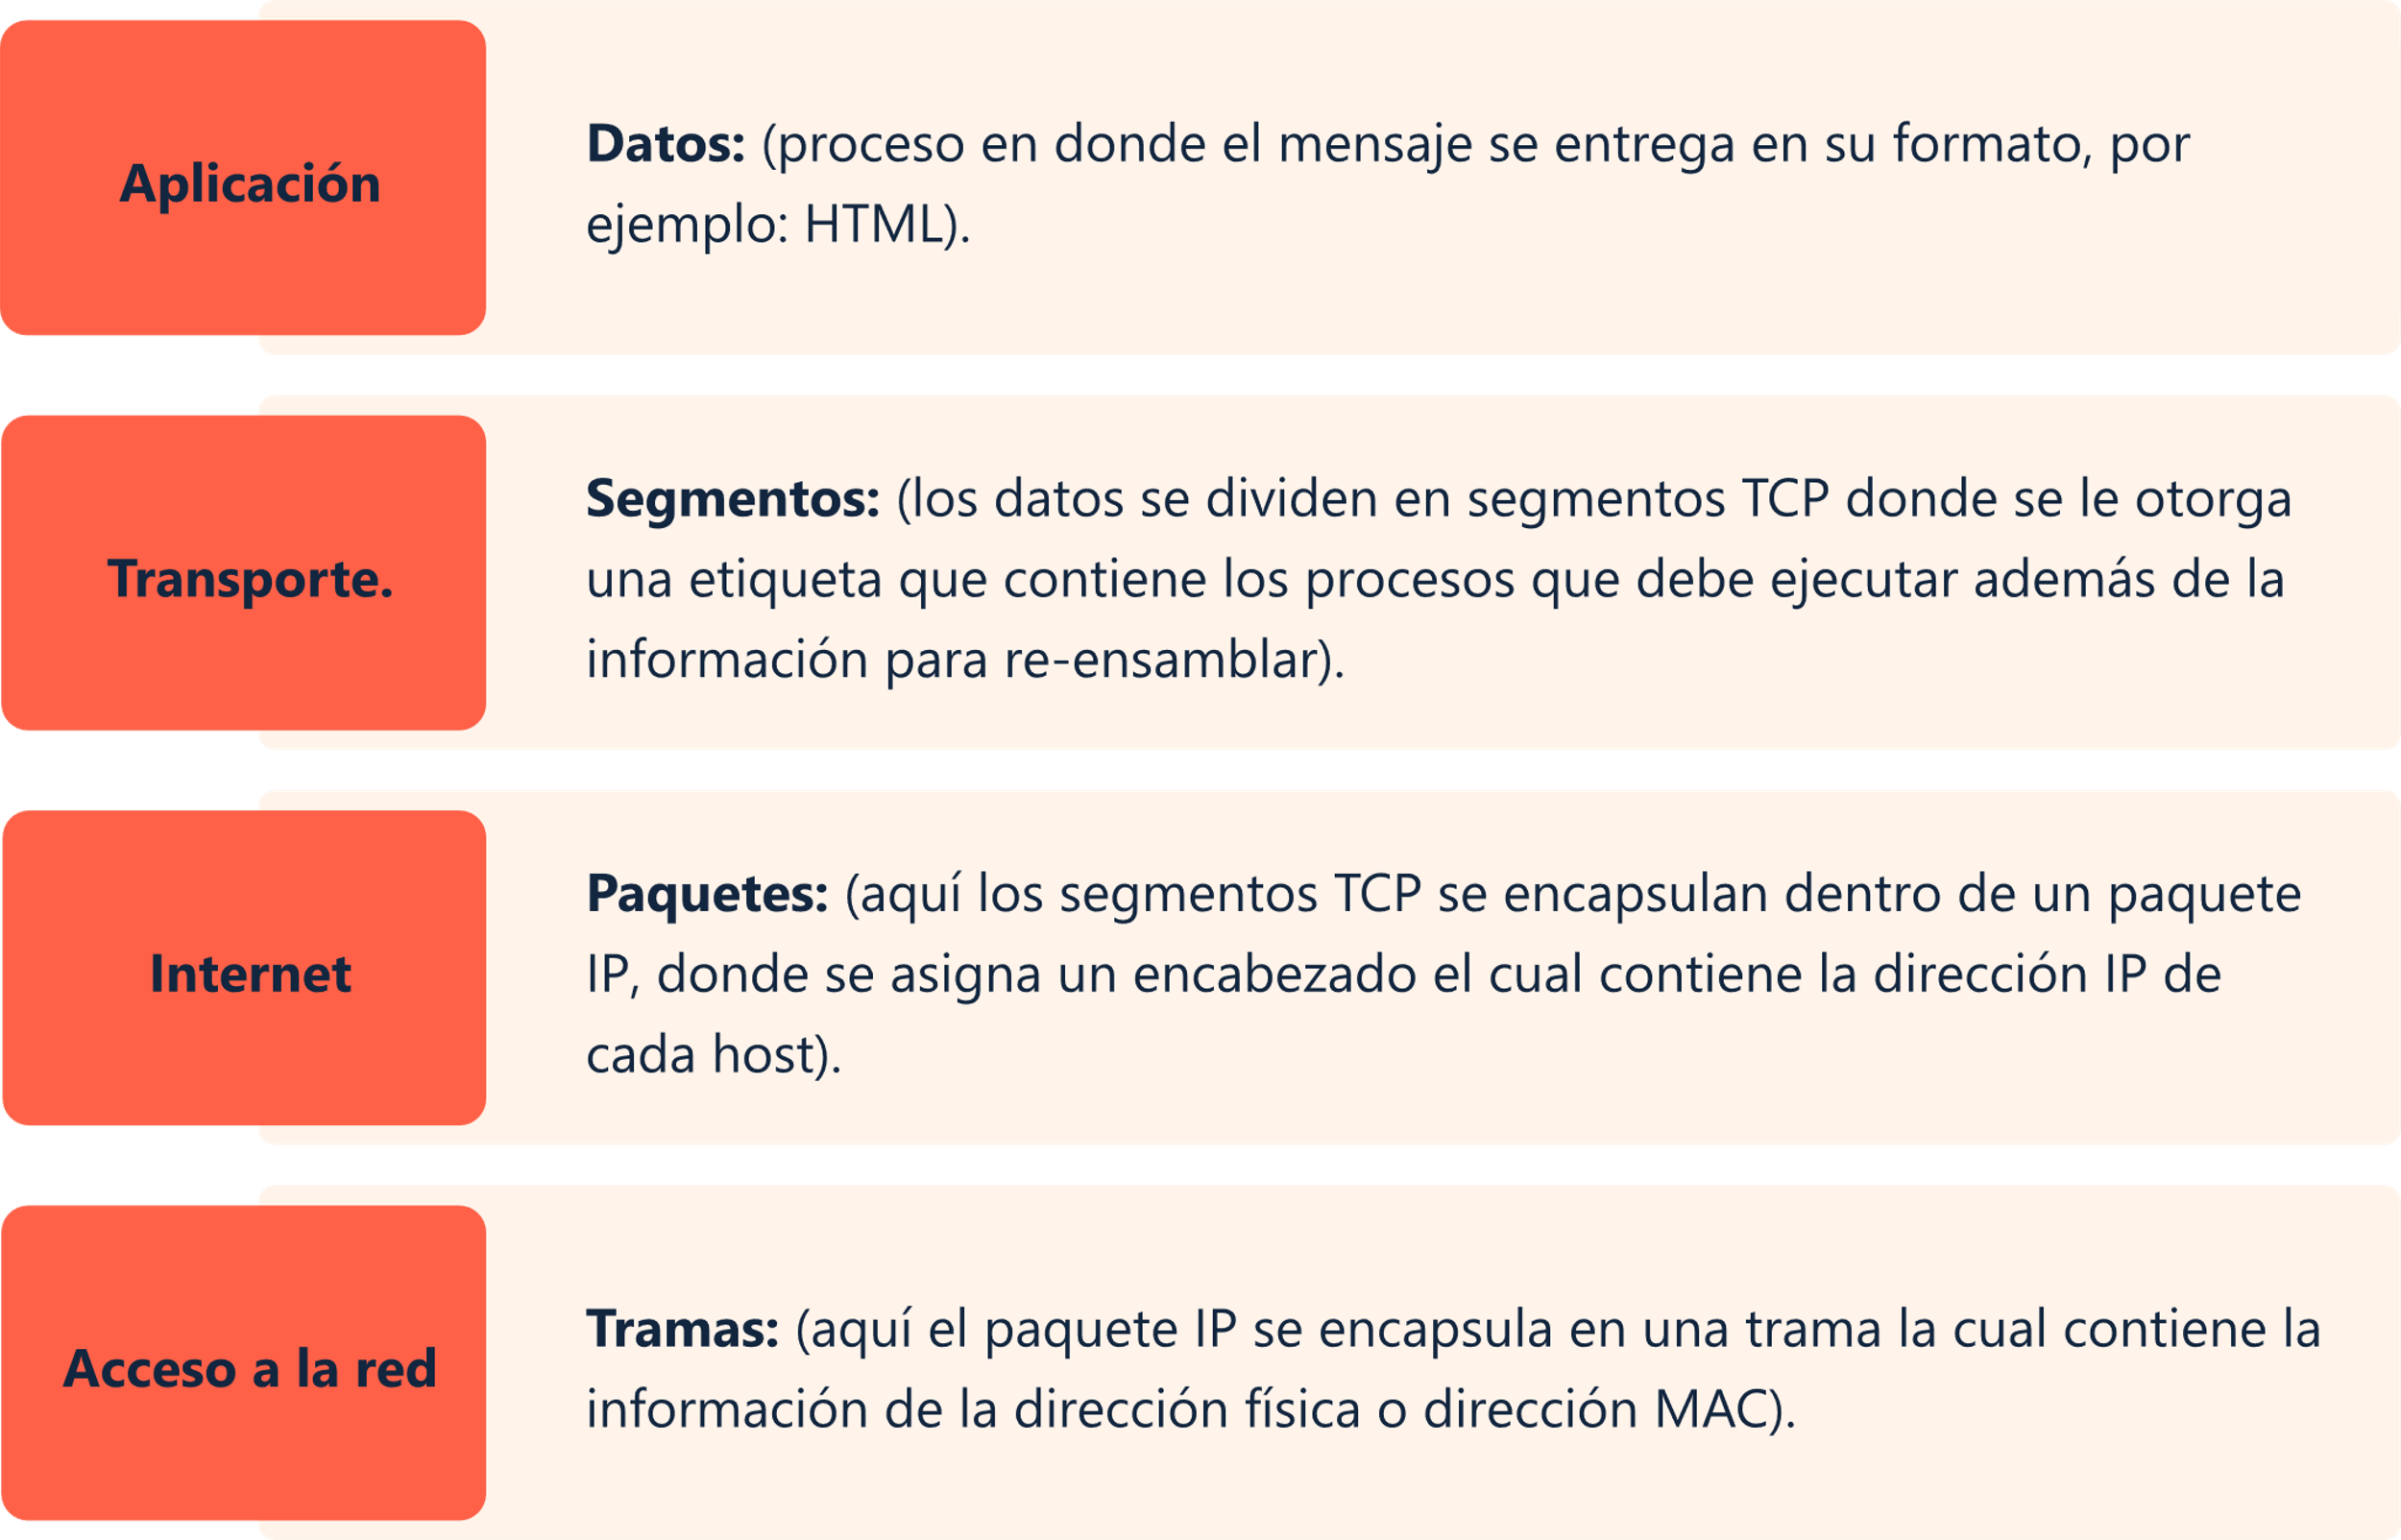 Aplicación
Datos: (proceso en donde el mensaje se entrega en su formato, por
ejemplo: HTML).
Transporte.
Segmentos: (los datos se dividen en segmentos TCP donde se le otorga
una etiqueta que contiene los procesos que debe ejecutar además de la
información para re-ensamblar).
Internet
Paquetes: (aquí los segmentos TCP se encapsulan dentro de un paquete
IP, donde se asigna un encabezado el cual contiene la dirección IP de
cada host).
Acceso a la red
Tramas: (aquí el paquete IP se encapsula en una trama la cual contiene la
información de la dirección física o dirección MAC).